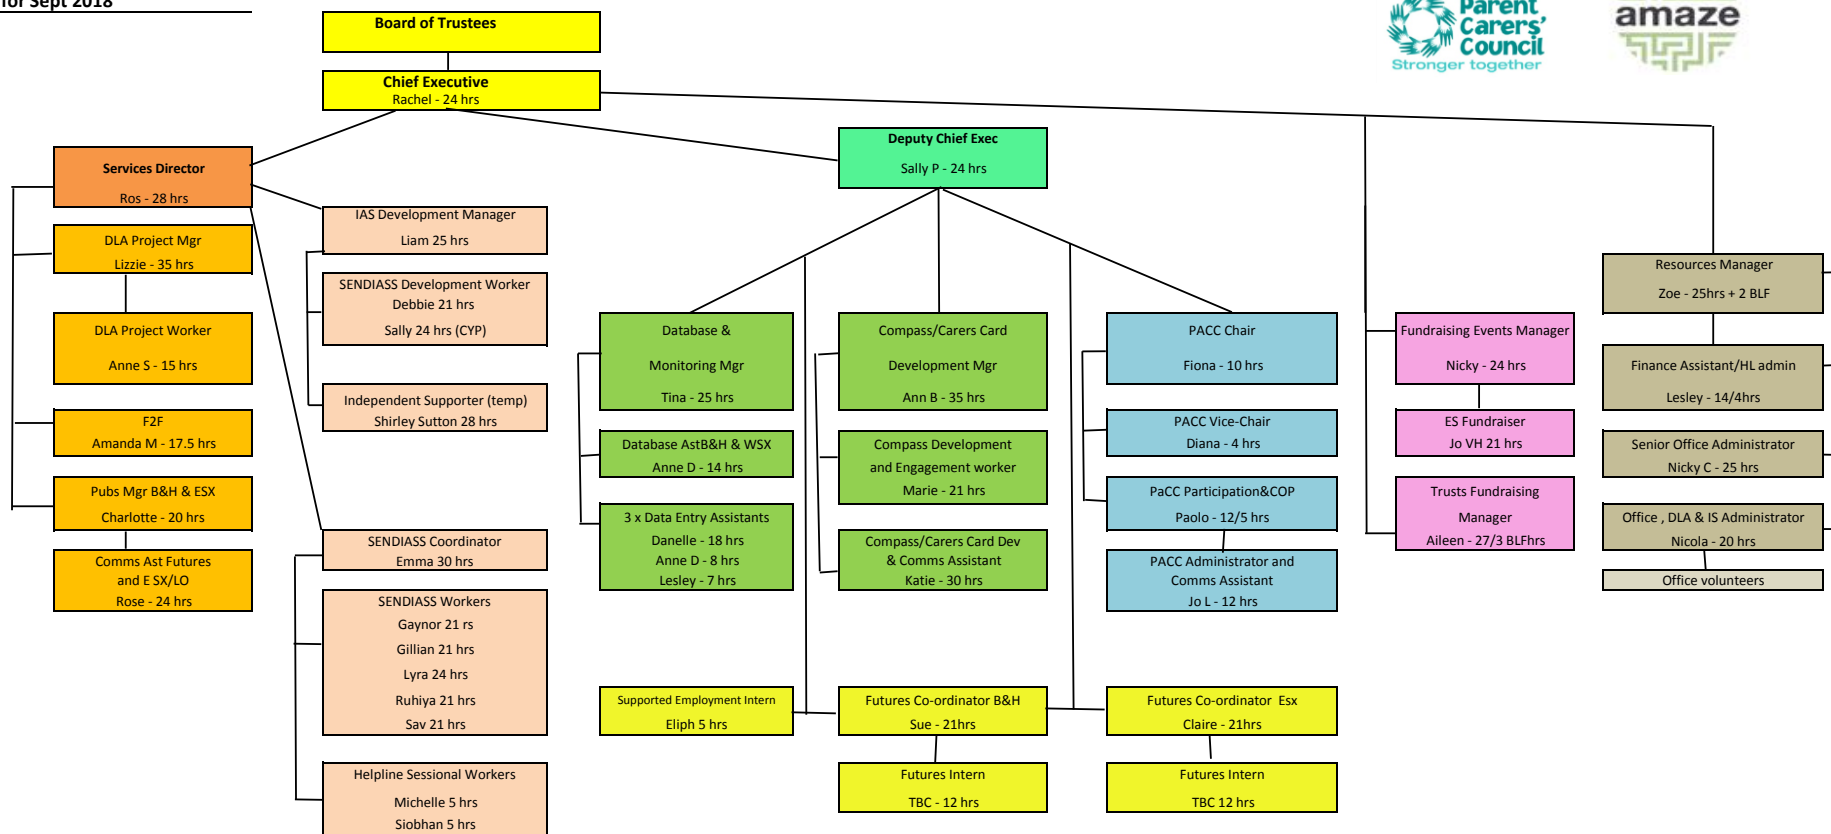 for Sept 2018
Parent
Carers'
Council
Stronger together
amaze
Board of Trustees
Chief Executive
Rachel - 24 hrs
Deputy Chief Exec
Sally P - 24 hrs
Services Director
Ros - 28 hrs
DLA Project Mgr
Lizzie - 35 hrs
DLA Project Worker
Anne S - 15 hrs
F2F
Amanda M - 17.5 hrs
Pubs Mgr B&H & ESX
Charlotte - 20 hrs
Comms Ast Futures
and E SX/LO
Rose - 24 hrs
IAS Development Manager
Liam 25 hrs
SENDIASS Development Worker
Debbie 21 hrs
Sally 24 hrs (CYP)
Independent Supporter (temp)
Shirley Sutton 28 hrs
SENDIASS Coordinator
Emma 30 hrs
SENDIASS Workers
Gaynor 21 rs
Gillian 21 hrs
Lyra 24 hrs
Ruhiya 21 hrs
Sav 21 hrs
Helpline Sessional Workers
Michelle 5 hrs
Siobhan 5 hrs
Database &
Monitoring Mgr
Tina - 25 hrs
Database AstB&H & WSX
Anne D - 14 hrs
3 x Data Entry Assistants
Danelle - 18 hrs
Anne D - 8 hrs
Lesley - 7 hrs
Supported Employment Intern
Eliph 5 hrs
Compass/Carers Card
Development Mgr
Ann B - 35 hrs
Compass Development
and Engagement worker
Marie - 21 hrs
Compass/Carers Card Dev
& Comms Assistant
Katie - 30 hrs
Futures Co-ordinator B&H
Sue - 21hrs
Futures Intern
TBC - 12 hrs
PACC Chair
Fiona - 10 hrs
PACC Vice-Chair
Diana - 4 hrs
PaCC Participation&COP
Paolo - 12/5 hrs
PACC Administrator and
Comms Assistant
Jo L - 12 hrs
Futures Co-ordinator Esx
Claire - 21hrs
Futures Intern
TBC 12 hrs
Fundraising Events Manager
Nicky - 24 hrs
ES Fundraiser
Jo VH 21 hrs
Trusts Fundraising
Manager
Aileen - 27/3 BLFhrs
Resources Manager
Zoe - 25hrs + 2 BLF
Finance Assistant/HL admin
Lesley - 14/4hrs
Senior Office Administrator
Nicky C - 25 hrs
Office , DLA & IS Administrator
Nicola - 20 hrs
Office volunteers